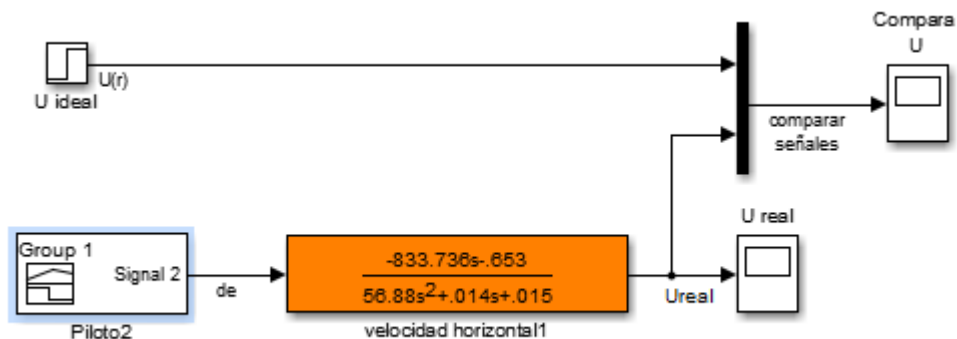 Compara
U
U(r)
U ideal
comparar
señales
U real
Group 1
Signal 2
de
-833.736s-.653
56.88s2+.014s+.015
Ureal
Piloto2
velocidad horizontal1